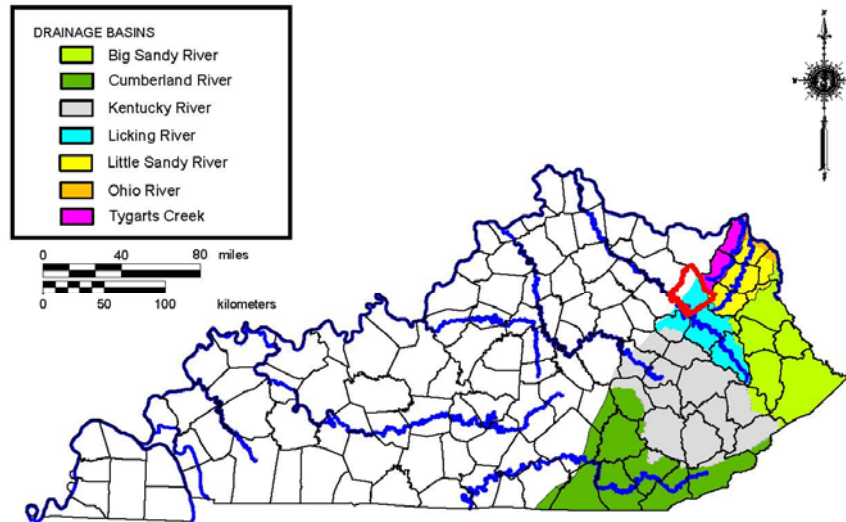 DRAINAGE BASINS
Big Sandy River
Cumberland River
Kentucky River
Licking River
Little Sandy River
Ohio River
Tygarts Creek
0 40 80 miles
0 50 100
kilometers